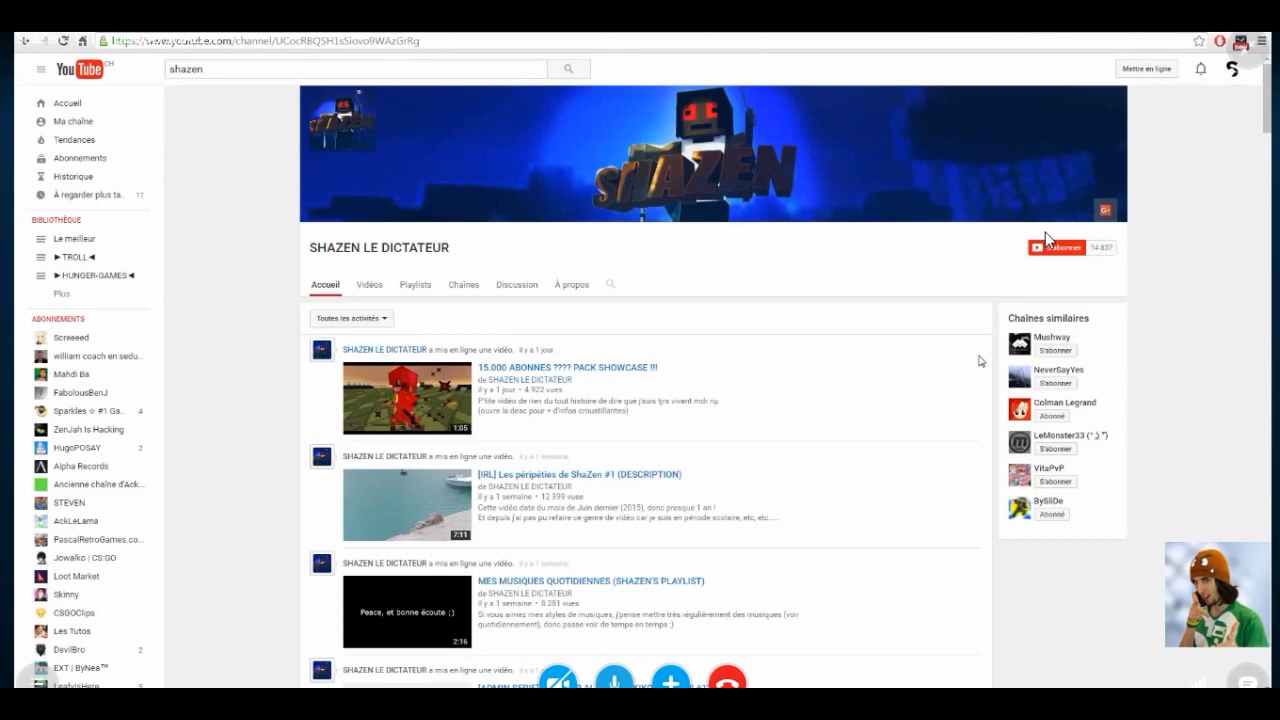 https://www.youtube.com/channel/UCocRBQSH1sSiovo9WAzGrRg
YouTube CH
shazen
Mettre en ligne
Accueil
Ma chaîne
Tendances
Abonnements
Historique
À regarder plus ta.. 17
BIBLIOTHÈQUE
Le meilleur
►TROLL◄
►HUNGER-GAMES◄
Plus
ABONNEMENTS
Screeeed
william coach en sedu...
Mahdi Ba
FabolousBenJ
Sparkles ☆ #1 Ga.. 4
ZenJah Is Hacking
HugoPOSAY 2
Alpha Records
Ancienne chaîne d'Ack...
STEVEN
AckLeLama
PascalRetroGames.co...
Jowalko | CS:GO
Loot Market
Skinny
CSGOClips
Les Tutos
DevilBro 2
EXT | ByNea™
LeafyIsHere 5
SHAZEN
SHAZEN LE DICTATEUR
S'abonner 14 837
Accueil Vidéos Playlists Chaînes Discussion À propos
Toutes les activités
SHAZEN LE DICTATEUR a mis en ligne une vidéo. il y a 1 jour
15.000 ABONNES ???? PACK SHOWCASE !!!
de SHAZEN LE DICTATEUR
il y a 1 jour • 4 922 vues
P'tite vidéo de rien du tout histoire de dire que j'suis tjrs vivant mdr nip
(ouvre la desc pour + d'infos croustillantes)
1:05
SHAZEN LE DICTATEUR a mis en ligne une vidéo. il y a 1 semaine
[IRL] Les péripéties de ShaZen #1 (DESCRIPTION)
de SHAZEN LE DICTATEUR
il y a 1 semaine • 12 399 vues
Cette vidéo date du mois de Juin dernier (2015), donc presque 1 an !
Et depuis j'ai pas pu refaire ce genre de vidéo car je suis en période scolaire, etc, etc....
2:11
SHAZEN LE DICTATEUR a mis en ligne une vidéo. il y a 1 semaine
MES MUSIQUES QUOTIDIENNES (SHAZEN'S PLAYLIST)
de SHAZEN LE DICTATEUR
il y a 1 semaine • 8 281 vues
Si vous aimez mes styles de musiques, j'pense mettre très régulièrement des musiques (voir
quotidiennement), donc passe voir de temps en temps ;)
Peace, et bonne écoute ;)
2:16
SHAZEN LE DICTATEUR a mis en ligne une vidéo.
Chaînes similaires
Mushway
S'abonner
NeverSayYes
S'abonner
Colman Legrand
Abonné
LeMonster33 (° ͜ʖ °)
S'abonner
VitaPvP
S'abonner
BySliDe
Abonné